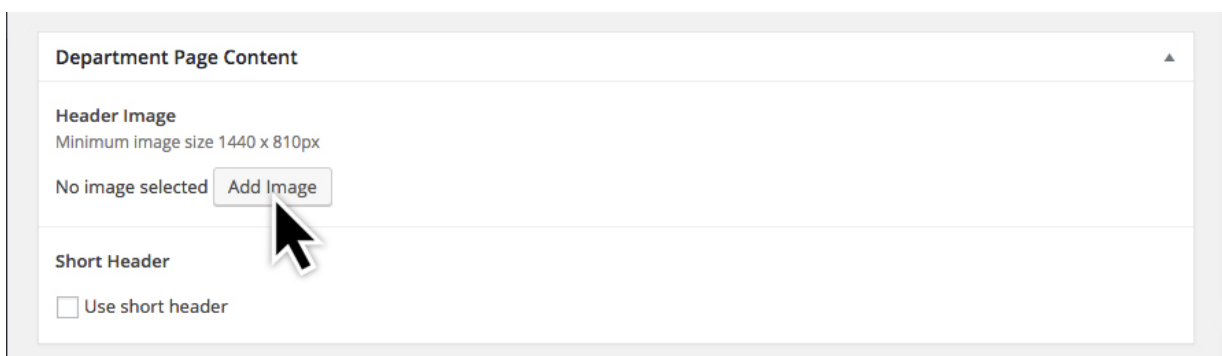 Department Page Content
Header Image
Minimum image size 1440 x 810px
No image selected Add Image
Short Header
Use short header